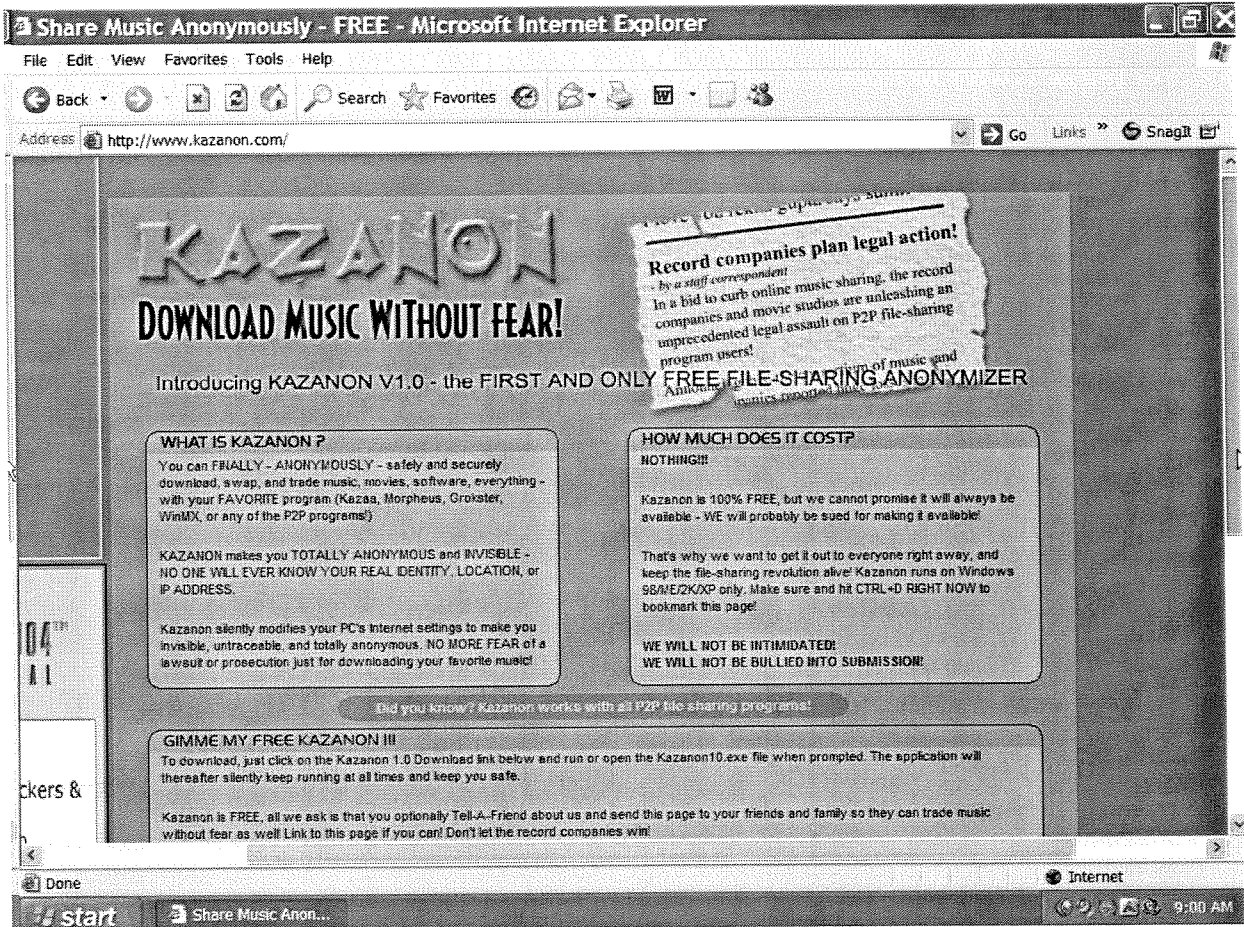 Share Music Anonymously - FREE - Microsoft Internet Explorer
File Edit View Favorites Tools Help
Back Search Favorites
Address http://www.kazanon.com/ Go Links » SnagIt
KAZANON
DOWNLOAD MUSIC WITHOUT FEAR!
Record companies plan legal action!
- by a staff correspondent
In a bid to curb online music sharing, the record
companies and movie studios are unleashing an
unprecedented legal assault on P2P file-sharing
program users!
of music and
Introducing KAZANON V1.0 - the FIRST AND ONLY FREE FILE-SHARING ANONYMIZER
WHAT IS KAZANON ?
You can FINALLY - ANONYMOUSLY - safely and securely
download, swap, and trade music, movies, software, everything -
with your FAVORITE program (Kazaa, Morpheus, Grokster,
WinMX, or any of the P2P programs!)
KAZANON makes you TOTALLY ANONYMOUS and INVISIBLE -
NO ONE WILL EVER KNOW YOUR REAL IDENTITY, LOCATION, or
IP ADDRESS.
Kazanon silently modifies your PC's Internet settings to make you
invisible, untraceable, and totally anonymous. NO MORE FEAR of a
lawsuit or prosecution just for downloading your favorite music!
HOW MUCH DOES IT COST?
NOTHING!!!
Kazanon is 100% FREE, but we cannot promise it will always be
available - WE will probably be sued for making it available!
That's why we want to get it out to everyone right away, and
keep the file-sharing revolution alive! Kazanon runs on Windows
98/ME/2K/XP only. Make sure and hit CTRL+D RIGHT NOW to
bookmark this page!
WE WILL NOT BE INTIMIDATED!
WE WILL NOT BE BULLIED INTO SUBMISSION!
Did you know? Kazanon works with all P2P file sharing programs!
GIMME MY FREE KAZANON !!!
To download, just click on the Kazanon 1.0 Download link below and run or open the Kazanon10.exe file when prompted. The application will
thereafter silently keep running at all times and keep you safe.
Kazanon is FREE, all we ask is that you optionally Tell-A-Friend about us and send this page to your friends and family so they can trade music
without fear as well! Link to this page if you can! Don't let the record companies win!
04™
A L
ckers &
Done Internet
start Share Music Anon... 9:00 AM